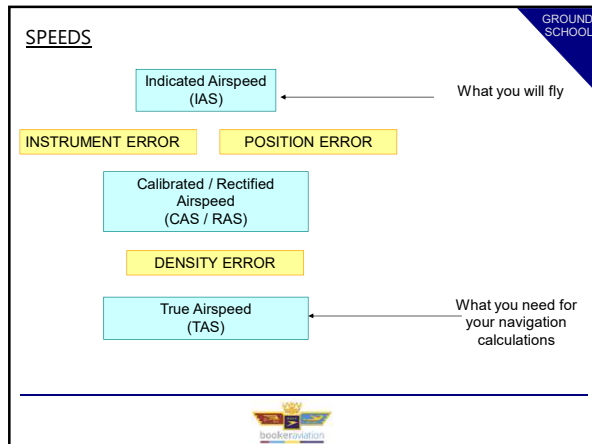 GROUND
SCHOOL
SPEEDS
Indicated Airspeed
(IAS)
What you will fly
INSTRUMENT ERROR
POSITION ERROR
Calibrated / Rectified
Airspeed
(CAS / RAS)
DENSITY ERROR
True Airspeed
(TAS)
What you need for
your navigation
calculations
bookeraviation